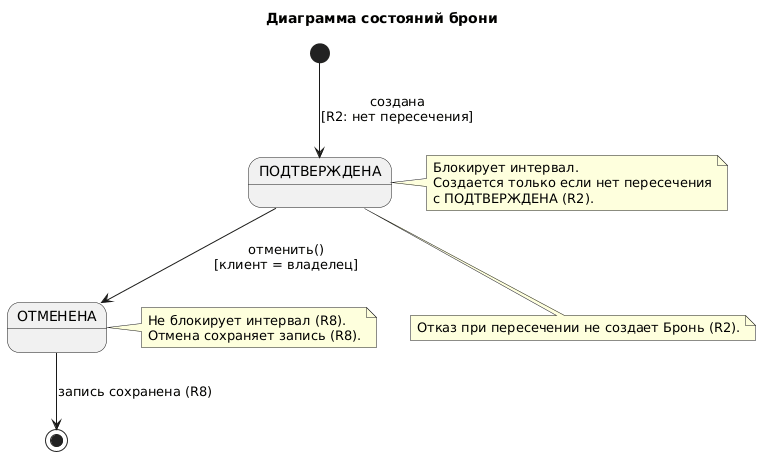 Диаграмма состояний брони
создана
[R2: нет пересечения]
ПОДТВЕРЖДЕНА
Блокирует интервал.
Создается только если нет пересечения
с ПОДТВЕРЖДЕНА (R2).
отменить()
[клиент = владелец]
ОТМЕНЕНА
Не блокирует интервал (R8).
Отмена сохраняет запись (R8).
Отказ при пересечении не создает Бронь (R2).
запись сохранена (R8)